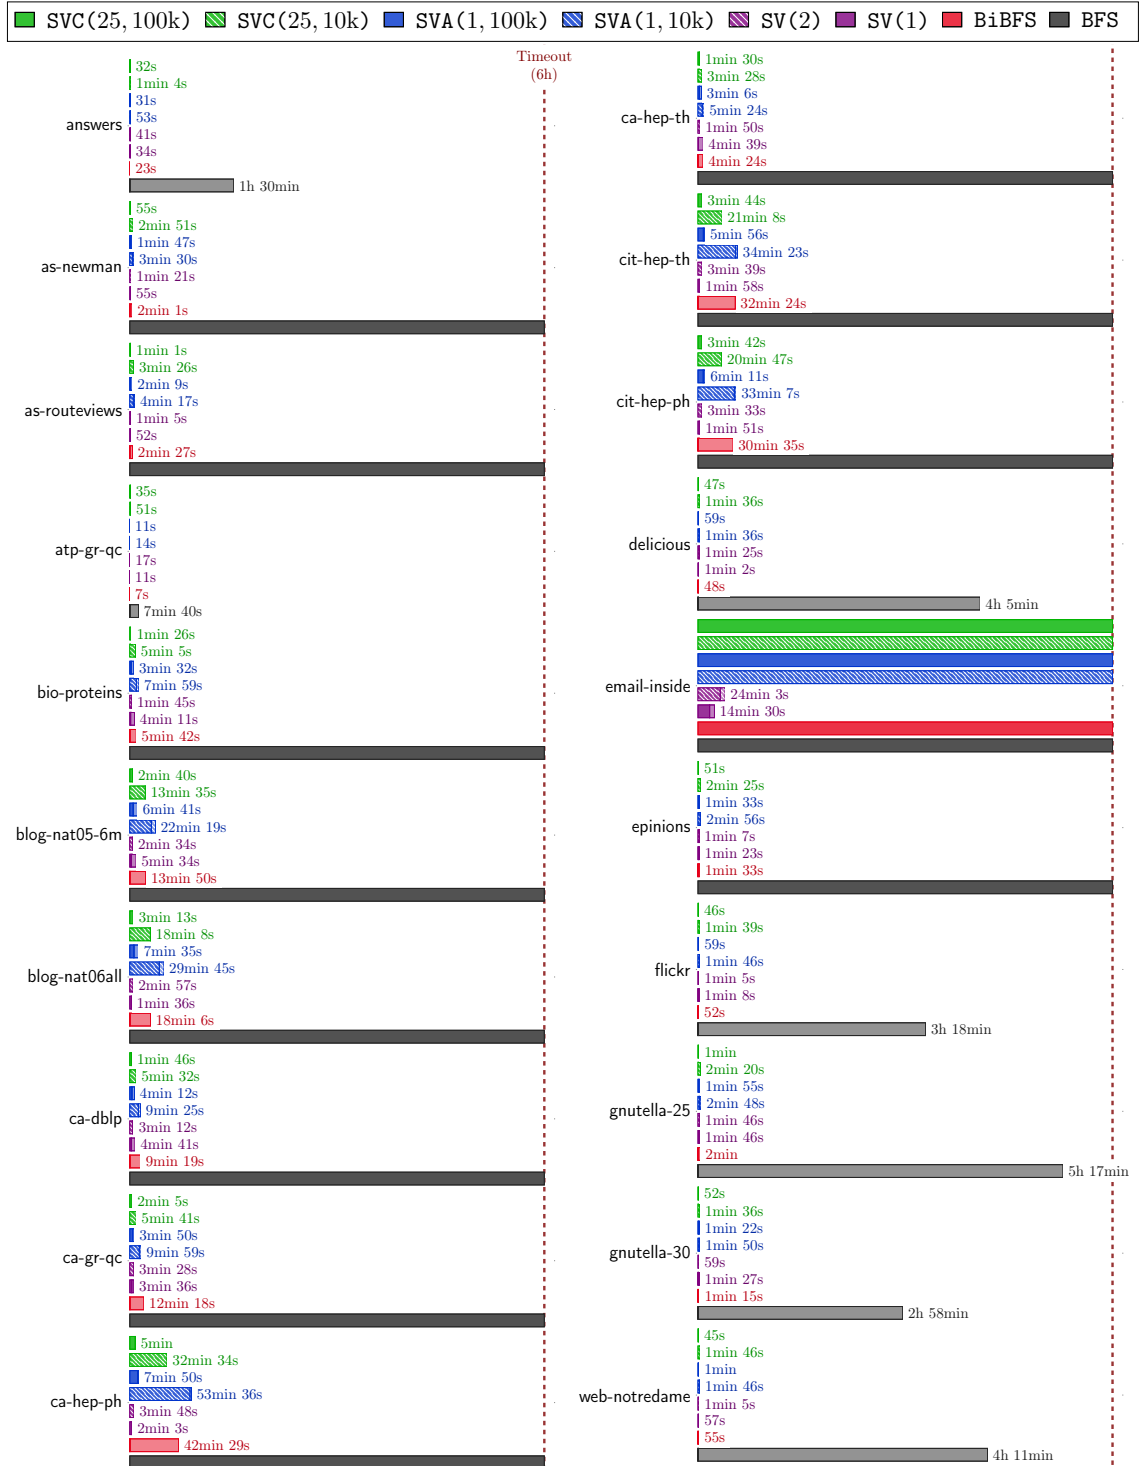 SVC(25, 100k) SVC(25, 10k) SVA(1, 100k) SVA(1, 10k) SV(2) SV(1) BiBFS BFS
Timeout
(6h)
answers
32s
1min 4s
31s
53s
41s
34s
23s
1h 30min
as-newman
55s
2min 51s
1min 47s
3min 30s
1min 21s
55s
2min 1s
as-routeviews
1min 1s
3min 26s
2min 9s
4min 17s
1min 5s
52s
2min 27s
atp-gr-qc
35s
51s
11s
14s
17s
11s
7s
7min 40s
bio-proteins
1min 26s
5min 5s
3min 32s
7min 59s
1min 45s
4min 11s
5min 42s
blog-nat05-6m
2min 40s
13min 35s
6min 41s
22min 19s
2min 34s
5min 34s
13min 50s
blog-nat06all
3min 13s
18min 8s
7min 35s
29min 45s
2min 57s
1min 36s
18min 6s
ca-dblp
1min 46s
5min 32s
4min 12s
9min 25s
3min 12s
4min 41s
9min 19s
ca-gr-qc
2min 5s
5min 41s
3min 50s
9min 59s
3min 28s
3min 36s
12min 18s
ca-hep-ph
5min
32min 34s
7min 50s
53min 36s
3min 48s
2min 3s
42min 29s
ca-hep-th
1min 30s
3min 28s
3min 6s
5min 24s
1min 50s
4min 39s
4min 24s
cit-hep-th
3min 44s
21min 8s
5min 56s
34min 23s
3min 39s
1min 58s
32min 24s
cit-hep-ph
3min 42s
20min 47s
6min 11s
33min 7s
3min 33s
1min 51s
30min 35s
delicious
47s
1min 36s
59s
1min 36s
1min 25s
1min 2s
48s
4h 5min
email-inside
24min 3s
14min 30s
epinions
51s
2min 25s
1min 33s
2min 56s
1min 7s
1min 23s
1min 33s
flickr
46s
1min 39s
59s
1min 46s
1min 5s
1min 8s
52s
3h 18min
gnutella-25
1min
2min 20s
1min 55s
2min 48s
1min 46s
1min 46s
2min
5h 17min
gnutella-30
52s
1min 36s
1min 22s
1min 50s
59s
1min 27s
1min 15s
2h 58min
web-notredame
45s
1min 46s
1min
1min 46s
1min 5s
57s
55s
4h 11min